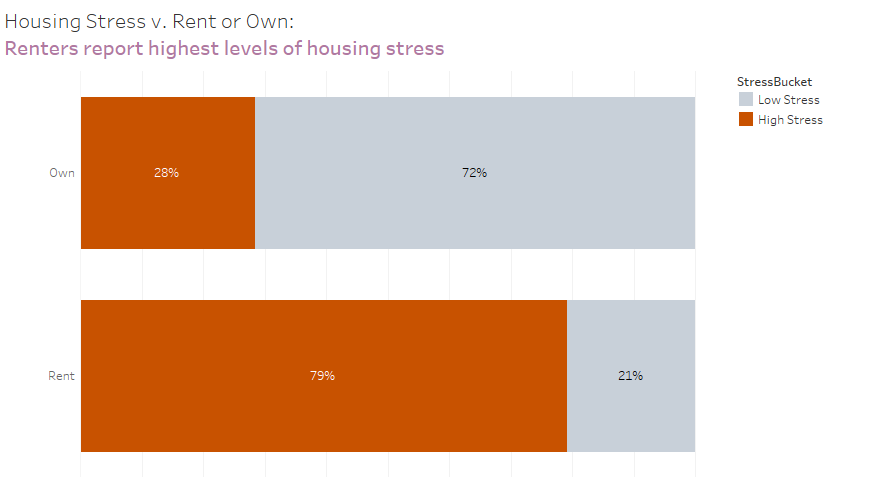 Housing Stress v. Rent or Own:
Renters report highest levels of housing stress
StressBucket
Low Stress
High Stress
Own
28%
72%
Rent
79%
21%